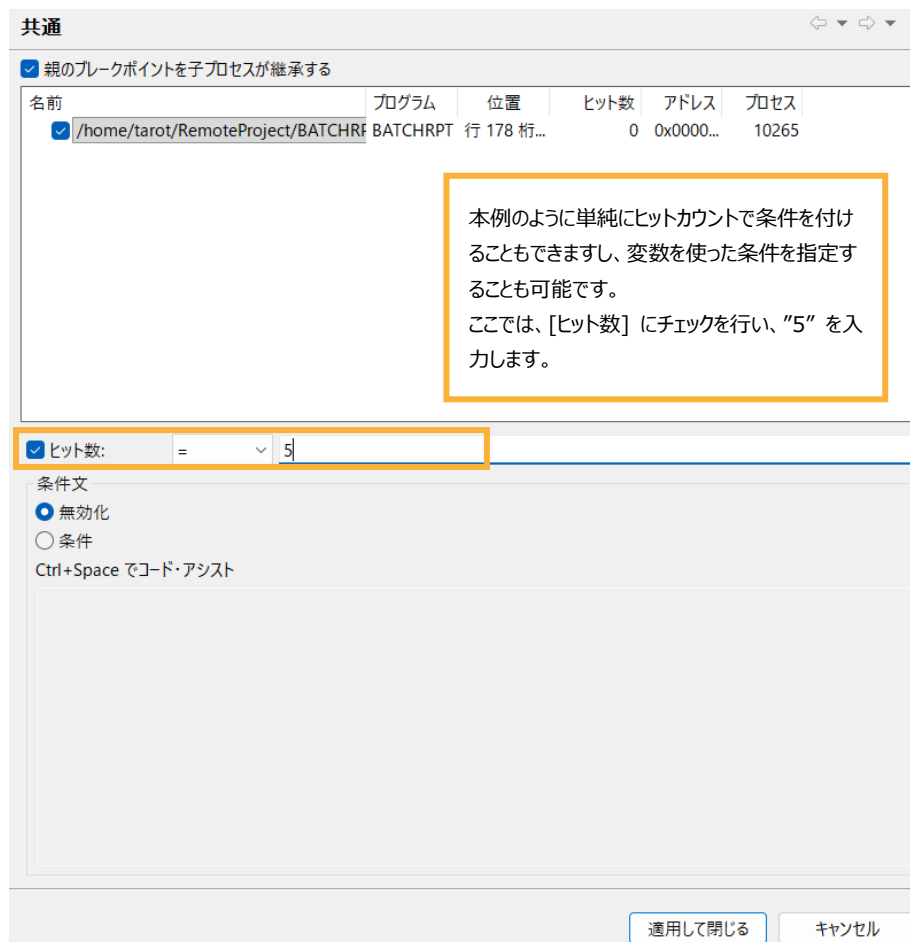 共通
親のブレークポイントを子プロセスが継承する
名前 プログラム 位置 ヒット数 アドレス プロセス
/home/tarot/RemoteProject/BATCHRP BATCHRPT 行 178 桁... 0 0x0000... 10265
本例のように単純にヒットカウントで条件を付け
ることもできますし、変数を使った条件を指定す
ることも可能です。
ここでは、[ヒット数] にチェックを行い、"5" を入
力します。
ヒット数: = 5
条件文
無効化
条件
Ctrl+Space でコード・アシスト
適用して閉じる キャンセル